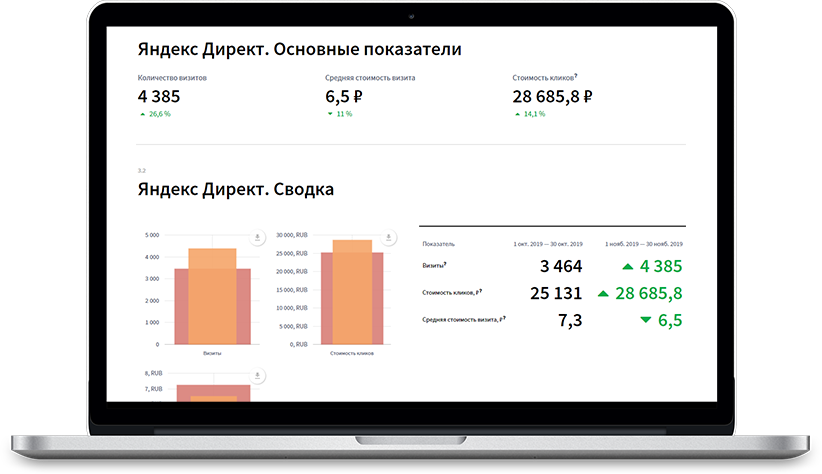 Яндекс Директ. Основные показатели
Количество визитов
Средняя стоимость визита
Стоимость кликов?
4 385
6,5 ₽
28 685,8 ₽
26,6 %
11 %
14,1 %
3.2
Яндекс Директ. Сводка
5 000
4 000
3 000
2 000
1 000
0
Визиты
30 000, RUB
25 000, RUB
20 000, RUB
15 000, RUB
10 000, RUB
5 000, RUB
0, RUB
Стоимость кликов
Показатель
1 окт. 2019 — 30 окт. 2019
1 нояб. 2019 — 30 нояб. 2019
Визиты?
3 464
4 385
Стоимость кликов, ₽?
25 131
28 685,8
Средняя стоимость визита, ₽?
7,3
6,5
8, RUB
7, RUB